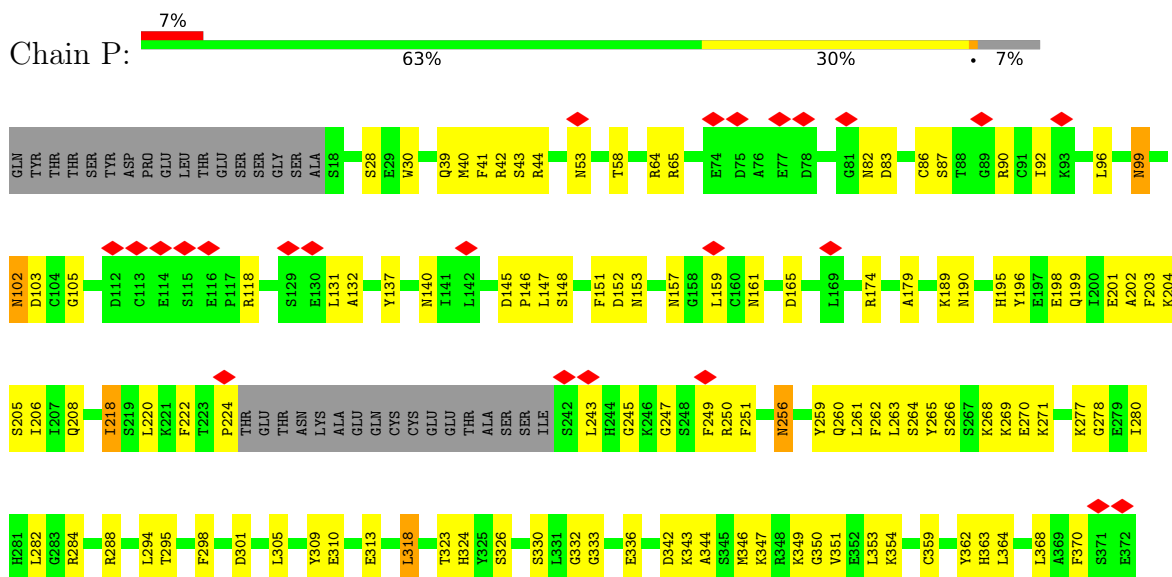 7%
Chain P:
63% 30% • 7%
GLN TYR THR THR SER TYR ASP PRO GLU LEU THR GLU SER SER GLY SER ALA S18 S28 E29 W30 Q39 M40 F41 R42 S43 R44 N53 T58 R64 R65 E74 D75 A76 E77 D78 G81 N82 D83 C86 S87 T88 G89 R90 C91 I92 K93 L96 N99
N102 D103 C104 G105 D112 C113 E114 S115 E116 P117 R118 S129 E130 L131 A132 Y137 N140 I141 L142 D145 P146 L147 S148 F151 D152 N153 N157 G158 L159 C160 N161 D165 L169 R174 A179 K189 N190 H195 Y196 E197 E198 Q199 I200 E201 A202 F203 K204
S205 I206 I207 Q208 I218 S219 L220 K221 F222 T223 P224 THR GLU THR ASN LYS ALA GLU GLN CYS CYS GLU GLU THR ALA SER SER ILE S242 L243 H244 G245 K246 G247 S248 F249 R250 F251 N256 Y259 Q260 L261 F262 L263 S264 Y265 S266 S267 K268 K269 E270 K271 K277 G278 E279 I280
H281 L282 G283 R284 R288 L294 T295 F298 D301 L305 Y309 E310 E313 L318 T323 H324 Y325 S326 S330 L331 G332 G333 E336 D342 K343 A344 S345 M346 K347 R348 K349 G350 V351 E352 L353 K354 C359 Y362 H363 L364 L368 A369 F370 S371 E372